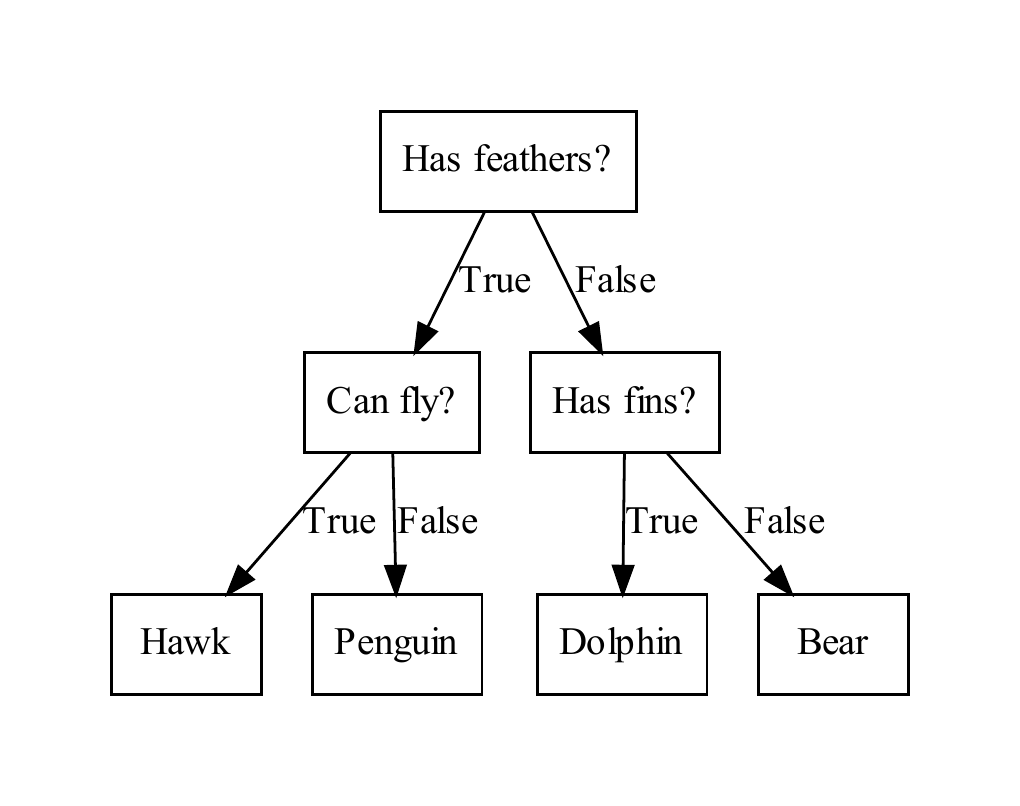 Has feathers?
True
False
Can fly?
Has fins?
True
False
True
False
Hawk
Penguin
Dolphin
Bear